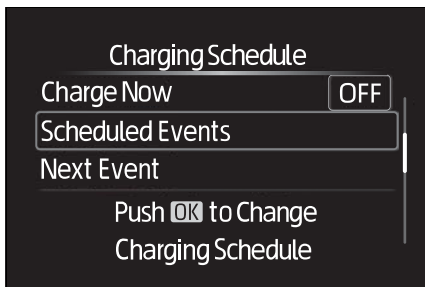 Charging Schedule
Charge Now OFF
Scheduled Events
Next Event
Push OK to Change
Charging Schedule